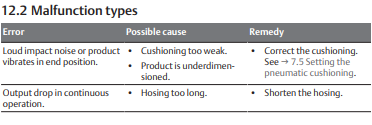 12.2 Malfunction types
Error Possible cause Remedy
Loud impact noise or product • Cushioning too weak. • Correct the cushioning.
vibrates in end position. • Product is underdimen- See → 7.5 Setting the
sioned. pneumatic cushioning.
Output drop in continuous • Hosing too long. • Shorten the hosing.
operation.